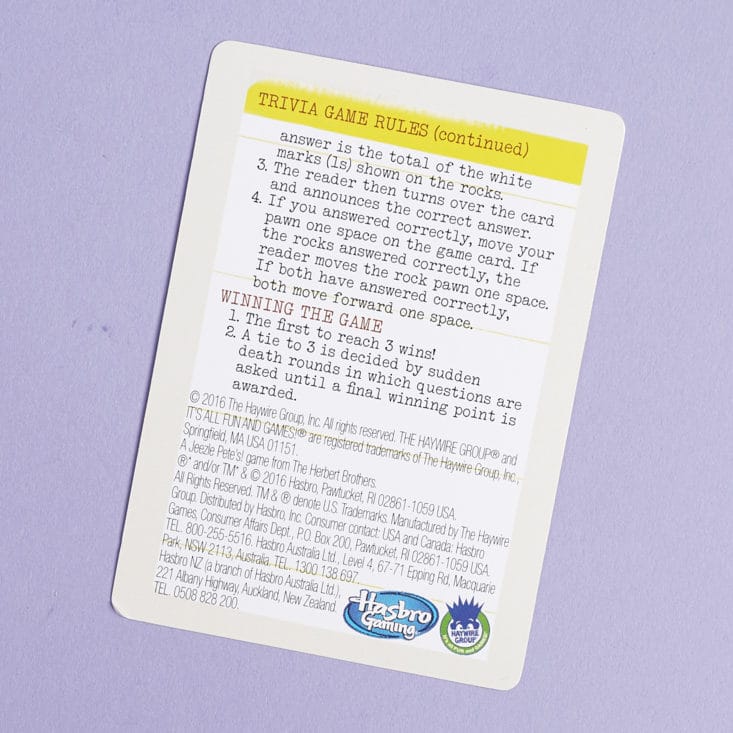 TRIVIA GAME RULES (continued)
answer is the total of the white
marks (1s) shown on the rocks.
3. The reader then turns over the card
and announces the correct answer.
4. If you answered correctly, move your
pawn one space on the game card. If
the rocks answered correctly, the
reader moves the rock pawn one space.
If both have answered correctly,
both move forward one space.
WINNING THE GAME
1. The first to reach 3 wins!
2. A tie to 3 is decided by sudden
death rounds in which questions are
asked until a final winning point is
awarded.
© 2016 The Haywire Group, Inc. All rights reserved. THE HAYWIRE GROUP® and
IT'S ALL FUN AND GAMES!® are registered trademarks of The Haywire Group, Inc.,
Springfield, MA USA 01151.
A Jeezle Pete's! game from The Herbert Brothers.
®* and/or TM* & © 2016 Hasbro, Pawtucket, RI 02861-1059 USA.
All Rights Reserved. TM & ® denote U.S. Trademarks. Manufactured by The Haywire
Group. Distributed by Hasbro, Inc. Consumer contact: USA and Canada: Hasbro
Games, Consumer Affairs Dept., P.O. Box 200, Pawtucket, RI 02861-1059 USA.
TEL. 800-255-5516. Hasbro Australia Ltd., Level 4, 67-71 Epping Rd, Macquarie
Park, NSW 2113, Australia. TEL. 1300 138 697.
Hasbro NZ (a branch of Hasbro Australia Ltd.),
221 Albany Highway, Auckland, New Zealand.
TEL. 0508 828 200.
Hasbro
Gaming
HAYWIRE
GROUP
IT'S ALL FUN and GAMES!